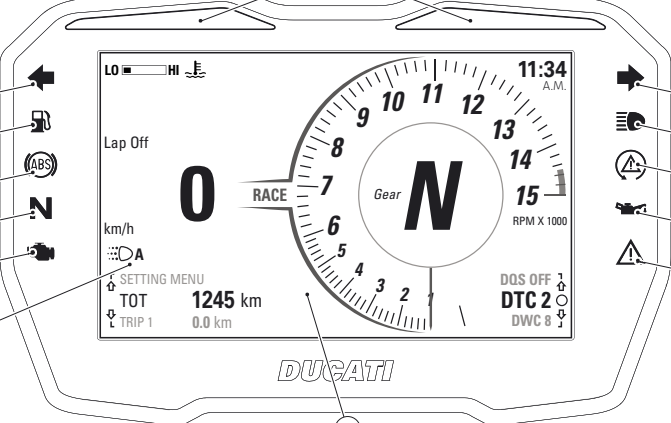 LO HI
11:34
A.M.
Lap Off
0
km/h
A
RACE
Gear
N
1
2
3
4
5
6
7
8
9
10
11
12
13
14
15
RPM X 1000
SETTING MENU
TOT 1245 km
TRIP 1 0.0 km
DQS OFF
DTC 2
DWC 8
ABS
N
DUCATI